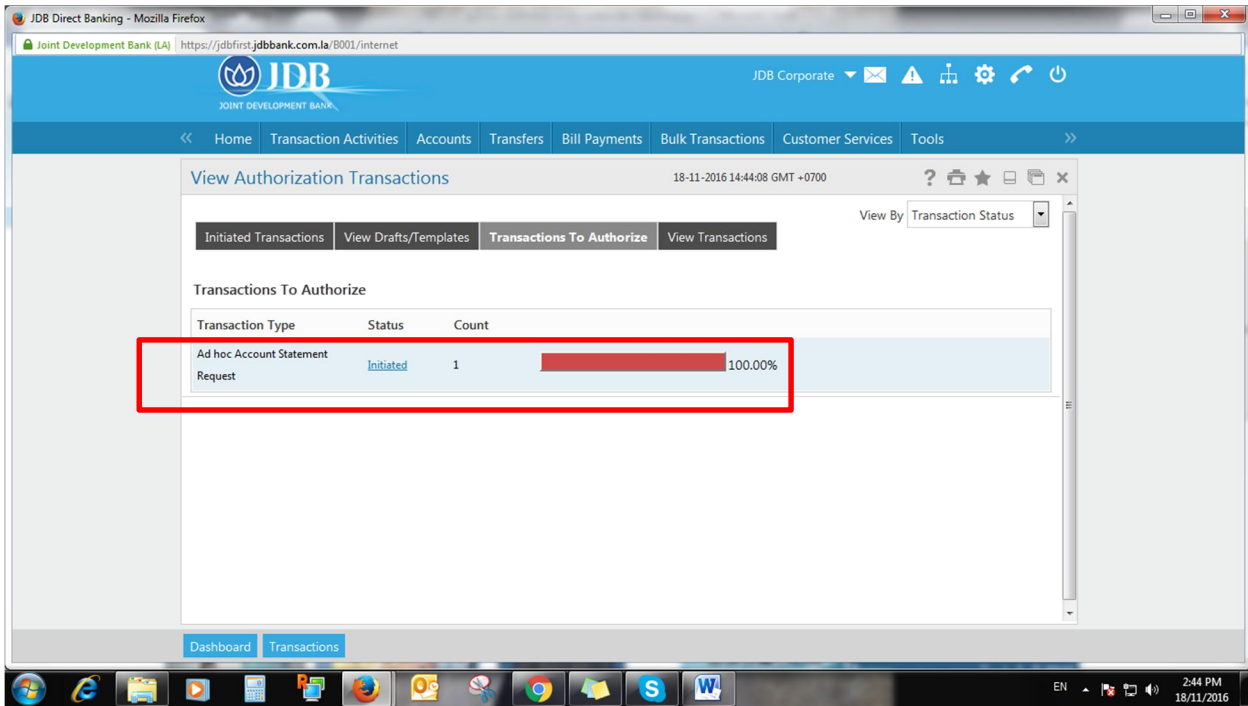 JDB Direct Banking - Mozilla Firefox
Joint Development Bank (LA) https://jdbfirst.jdbbank.com.la/B001/internet
JDB
JOINT DEVELOPMENT BANK
JDB Corporate
Home Transaction Activities Accounts Transfers Bill Payments Bulk Transactions Customer Services Tools
View Authorization Transactions 18-11-2016 14:44:08 GMT +0700
View By Transaction Status
Initiated Transactions View Drafts/Templates Transactions To Authorize View Transactions
Transactions To Authorize
Transaction Type Status Count
Ad hoc Account Statement
Request Initiated 1 100.00%
Dashboard Transactions
EN 2:44 PM
18/11/2016